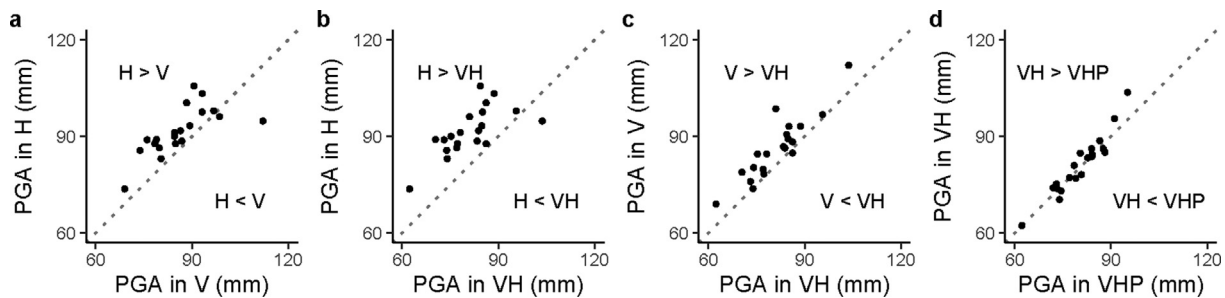 a
120
90
60
PGA in H (mm)
H > V
H < V
60
90
120
PGA in V (mm)
b
120
90
60
PGA in H (mm)
H > VH
H < VH
60
90
120
PGA in VH (mm)
c
120
90
60
PGA in V (mm)
V > VH
V < VH
60
90
120
PGA in VH (mm)
d
120
90
60
PGA in VH (mm)
VH > VHP
VH < VHP
60
90
120
PGA in VHP (mm)